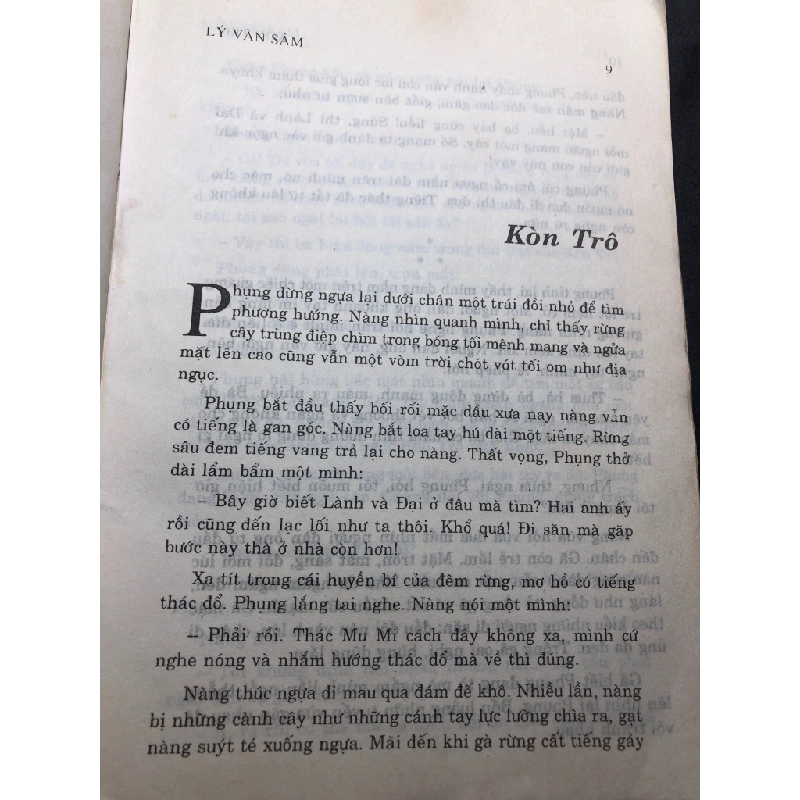 LÝ VĂN SÂM
9
Kòn Trô
Phụng dừng ngựa lại dưới chân một trái đồi nhỏ để tìm
phương hướng. Nàng nhìn quanh mình, chỉ thấy rừng
cây trùng điệp chìm trong bóng tối mênh mang và ngửa
mặt lên cao cũng vẫn một vòm trời chót vót tối om như địa
ngục.
Phụng bắt đầu thấy bối rối mặc dầu xưa nay nàng vẫn
có tiếng là gan góc. Nàng bắt loa tay hú dài một tiếng. Rừng
sâu đem tiếng vang trả lại cho nàng. Thất vọng, Phụng thở
dài lẩm bẩm một mình:
– Bây giờ biết Lành và Đại ở đâu mà tìm? Hai anh ấy
rồi cũng đến lạc lối như ta thôi. Khổ quá! Đi săn mà gặp
bước này thà ở nhà còn hơn!
Xa tít trong cái huyền bí của đêm rừng, mơ hồ có tiếng
thác đổ. Phụng lắng tai nghe. Nàng nói một mình:
– Phải rồi. Thác Mu Mi cách đây không xa, mình cứ
nghe nóng và nhắm hướng thác đổ mà về thì đúng.
Nàng thúc ngựa đi mau qua đám đế khô. Nhiều lần, nàng
bị những cành cây như những cánh tay lực lưỡng chìa ra, gạt
nàng suýt té xuống ngựa. Mãi đến khi gà rừng cất tiếng gáy